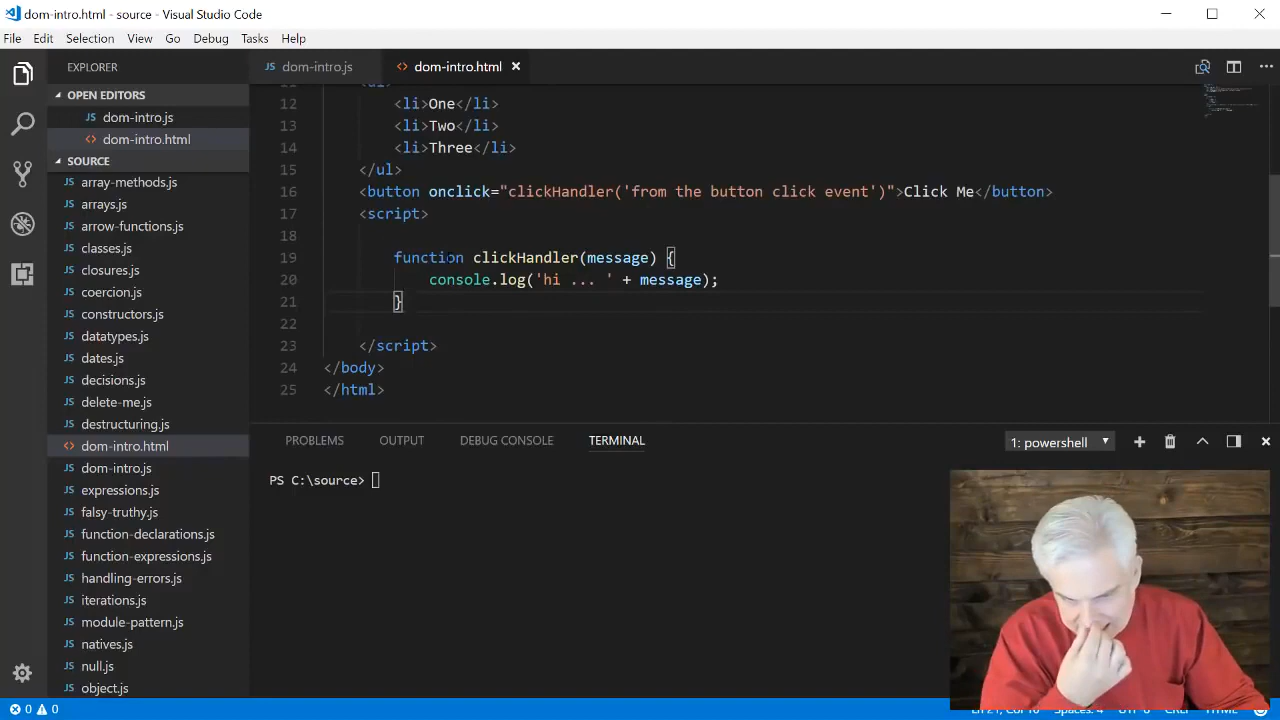 dom-intro.html - source - Visual Studio Code
File Edit Selection View Go Debug Tasks Help
EXPLORER
OPEN EDITORS
JS dom-intro.js
<> dom-intro.html
SOURCE
JS array-methods.js
JS arrays.js
JS arrow-functions.js
JS classes.js
JS closures.js
JS coercion.js
JS constructors.js
JS datatypes.js
JS dates.js
JS decisions.js
JS delete-me.js
JS destructuring.js
<> dom-intro.html
JS dom-intro.js
JS expressions.js
JS falsy-truthy.js
JS function-declarations.js
JS function-expressions.js
JS handling-errors.js
JS iterations.js
JS module-pattern.js
JS natives.js
JS null.js
JS object.js
JS dom-intro.js <> dom-intro.html
12 <li>One</li>
13 <li>Two</li>
14 <li>Three</li>
15 </ul>
16 <button onclick="clickHandler('from the button click event')">Click Me</button>
17 <script>
18
19 function clickHandler(message) {
20 console.log('hi ... ' + message);
21 }
22
23 </script>
24 </body>
25 </html>
PROBLEMS OUTPUT DEBUG CONSOLE TERMINAL 1: powershell
PS C:\source>
0 0